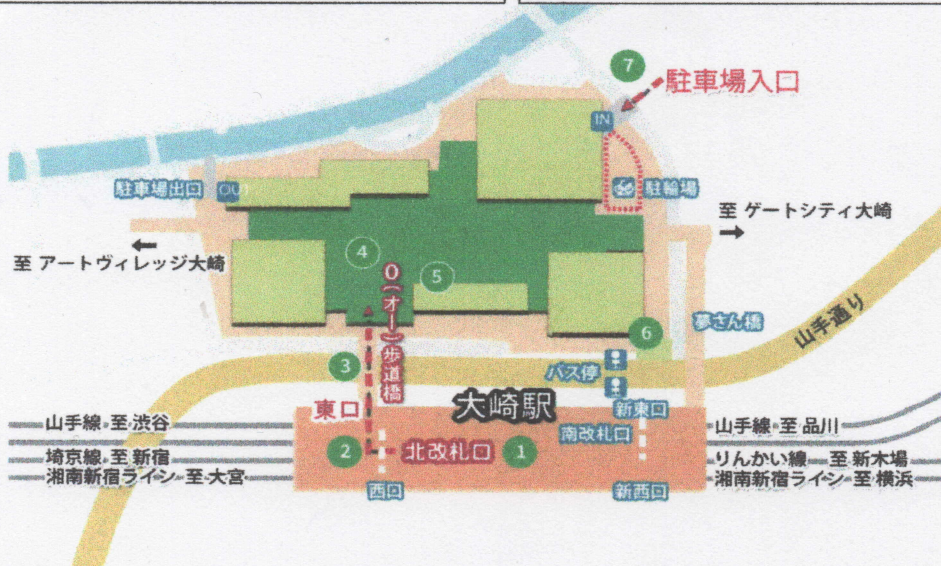 7
駐車場入口
IN
駐車場出口
OUT
駐輪場
至 ゲートシティ大崎
至 アートヴィレッジ大崎
4
5
O(オー)歩道橋
6
夢さん橋
山手通り
3
バス停
東口
大崎駅
新東口
山手線 至 渋谷
南改札口
山手線 至 品川
2
北改札口
1
埼京線 至 新宿
りんかい線 至 新木場
湘南新宿ライン 至 大宮
湘南新宿ライン 至 横浜
西口
新西口